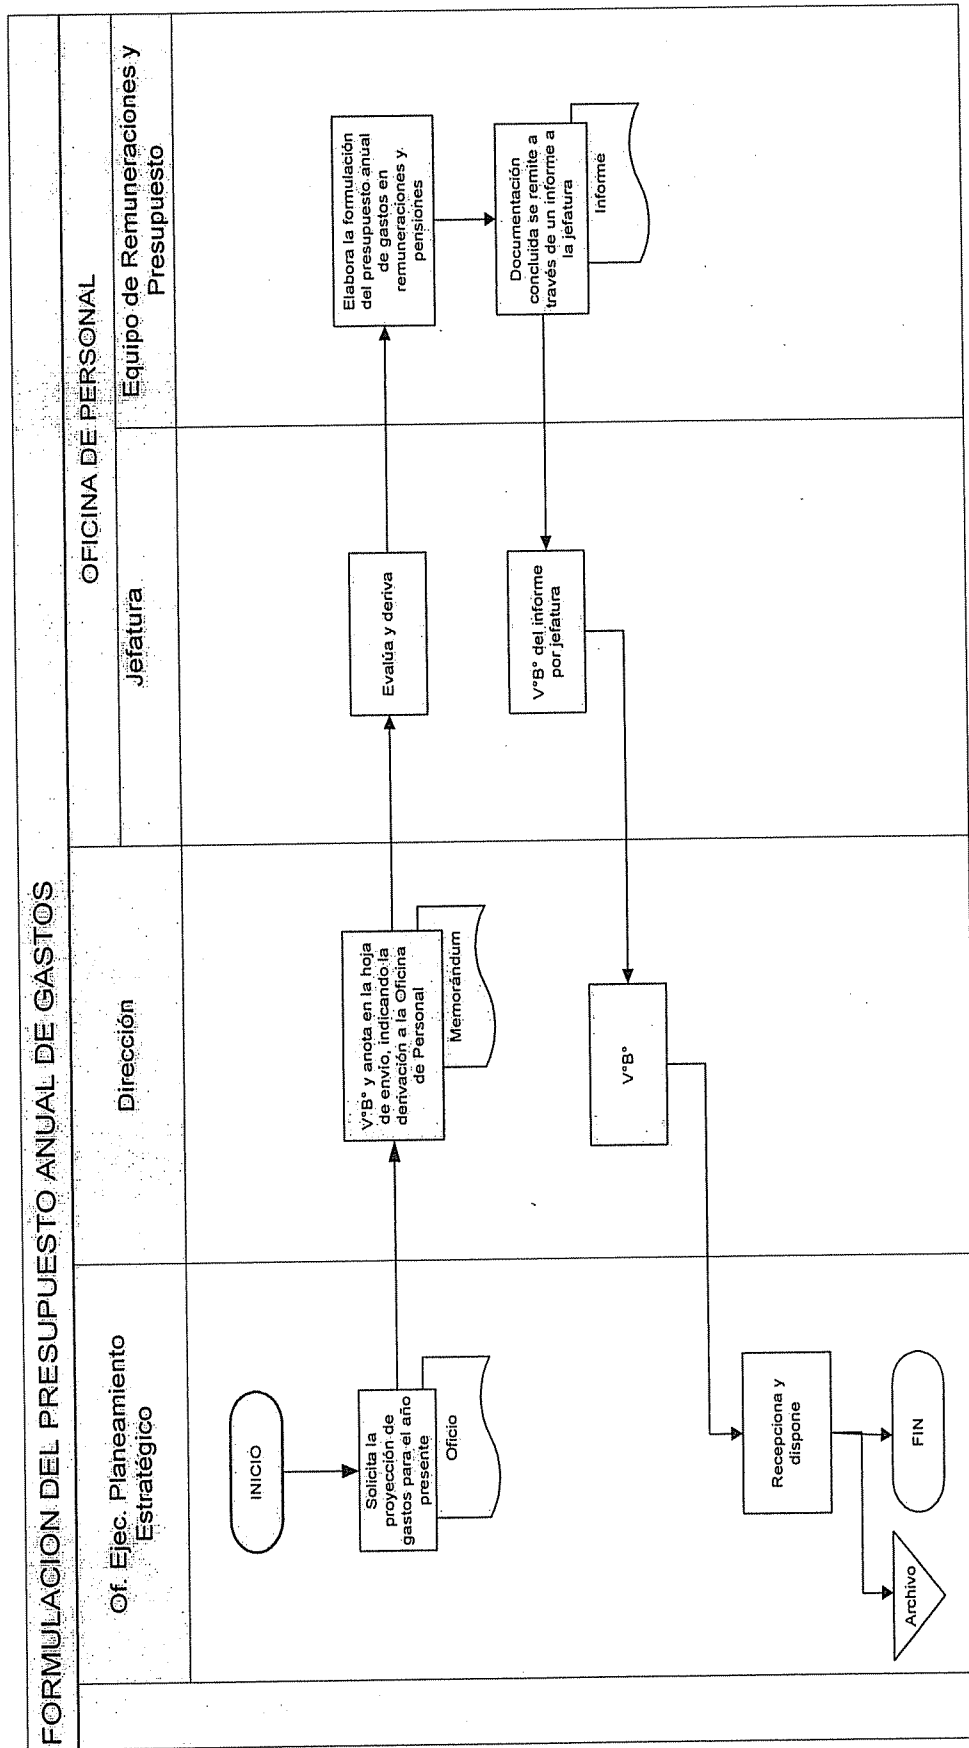 FORMULACION DEL PRESUPUESTO ANUAL DE GASTOS
Of. Ejec. Planeamiento
Estratégico
Dirección
OFICINA DE PERSONAL
Jefatura
Equipo de Remuneraciones y
Presupuesto
INICIO
Solicita la
proyección de
gastos para el año
presente
Oficio
V°B° y anota en la hoja
de envío, indicando la
derivación a la Oficina
de Personal
Memorándum
Evalúa y deriva
Elabora la formulación
del presupuesto anual
de gastos en
remuneraciones y
pensiones
Documentación
concluida se remite a
través de un informe a
la jefatura
Informe
V°B° del informe
por jefatura
V°B°
Recepciona y
dispone
Archivo
FIN